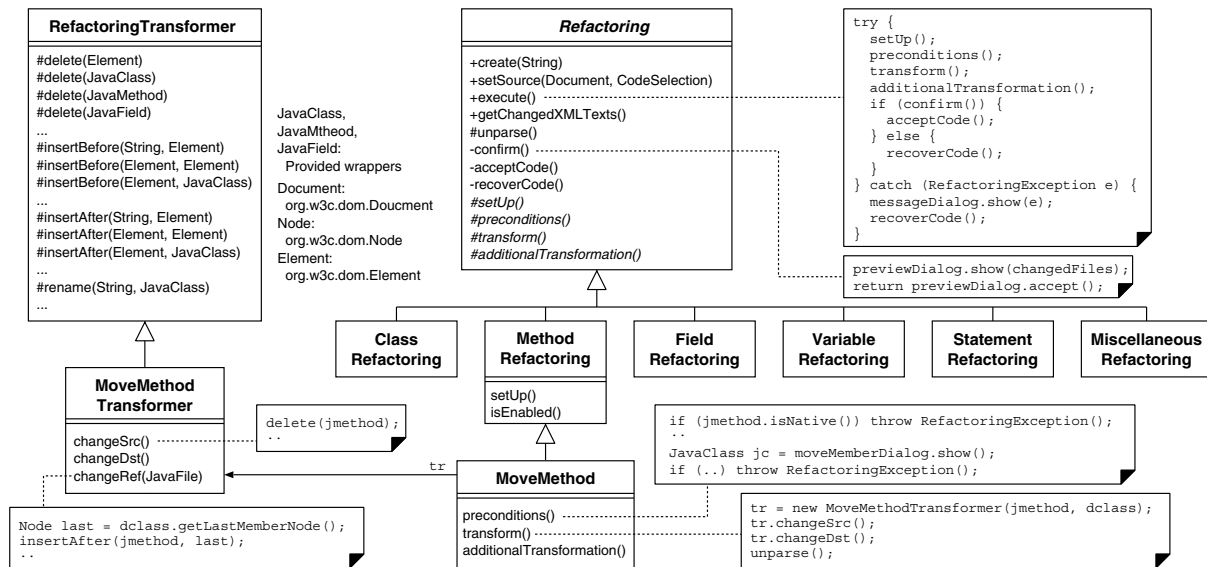 RefactoringTransformer
#delete(Element)
#delete(JavaClass)
#delete(JavaMethod)
#delete(JavaField)
...
#insertBefore(String, Element)
#insertBefore(Element, Element)
#insertBefore(Element, JavaClass)
...
#insertAfter(String, Element)
#insertAfter(Element, Element)
#insertAfter(Element, JavaClass)
...
#rename(String, JavaClass)
...
JavaClass,
JavaMtheod,
JavaField:
Provided wrappers
Document:
org.w3c.dom.Doucment
Node:
org.w3c.dom.Node
Element:
org.w3c.dom.Element
Refactoring
+create(String)
+setSource(Document, CodeSelection)
+execute()
+getChangedXMLTexts()
#unparse()
-confirm()
-acceptCode()
-recoverCode()
#setUp()
#preconditions()
#transform()
#additionalTransformation()
try {
setUp();
preconditions();
transform();
additionalTransformation();
if (confirm()) {
acceptCode();
} else {
recoverCode();
}
} catch (RefactoringException e) {
messageDialog.show(e);
recoverCode();
}
previewDialog.show(changedFiles);
return previewDialog.accept();
Class
Refactoring
Method
Refactoring
setUp()
isEnabled()
Field
Refactoring
Variable
Refactoring
Statement
Refactoring
Miscellaneous
Refactoring
MoveMethod
Transformer
changeSrc()
changeDst()
changeRef(JavaFile)
delete(jmethod);
..
Node last = dclass.getLastMemberNode();
insertAfter(jmethod, last);
..
tr
MoveMethod
preconditions()
transform()
additionalTransformation()
if (jmethod.isNative()) throw RefactoringException();
..
JavaClass jc = moveMemberDialog.show();
if (..) throw RefactoringException();
tr = new MoveMethodTransformer(jmethod, dclass);
tr.changeSrc();
tr.changeDst();
unparse();